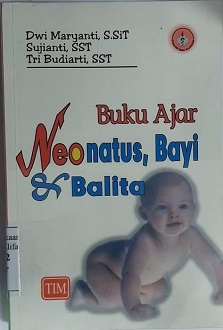 Dwi Maryanti, S.SiT
Sujianti, SST
Tri Budiarti, SST
Buku Ajar
Neonatus, Bayi
& Balita
TIM